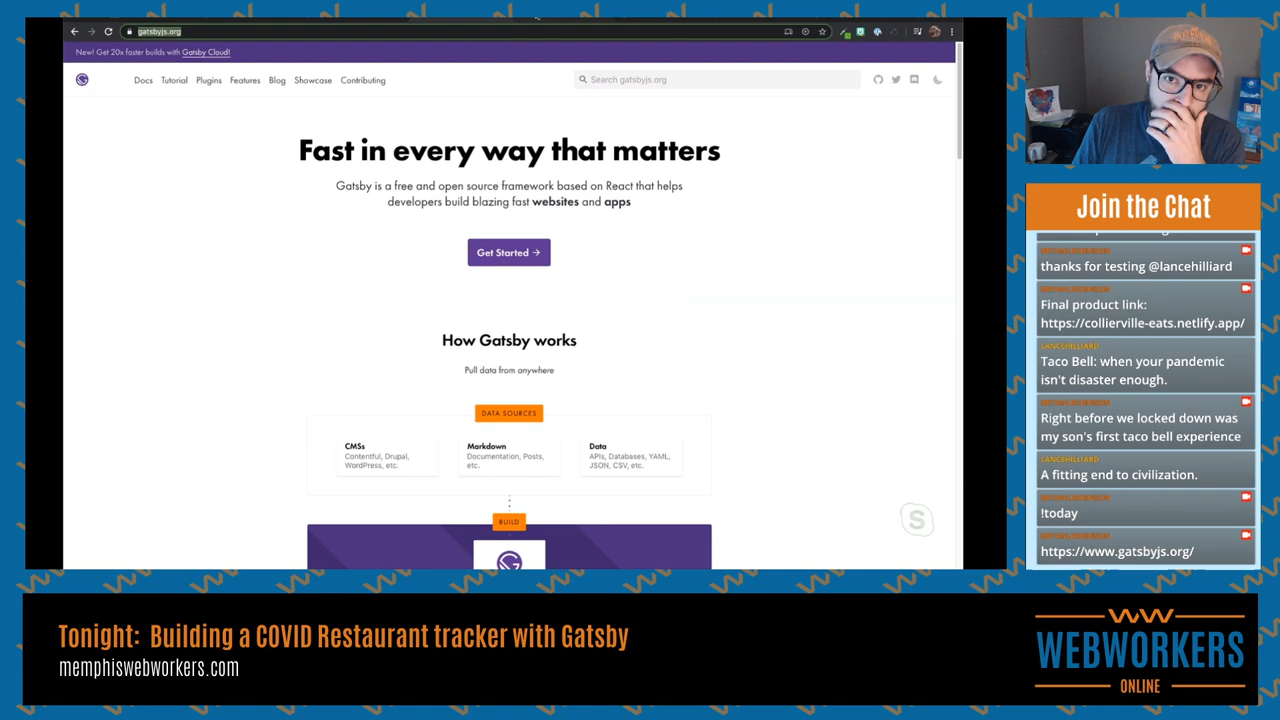 gatsbyjs.org
New! Get 20x faster builds with Gatsby Cloud!
Docs Tutorial Plugins Features Blog Showcase Contributing
Search gatsbyjs.org
Fast in every way that matters
Gatsby is a free and open source framework based on React that helps
developers build blazing fast websites and apps
Get Started →
How Gatsby works
Pull data from anywhere
DATA SOURCES
CMSs
Contentful, Drupal,
WordPress, etc.
Markdown
Documentation, Posts,
etc.
Data
APIs, Databases, YAML,
JSON, CSV, etc.
BUILD
Join the Chat
thanks for testing @lancehilliard
Final product link:
https://collierville-eats.netlify.app/
LANCEHILLIARD
Taco Bell: when your pandemic
isn't disaster enough.
Right before we locked down was
my son's first taco bell experience
LANCEHILLIARD
A fitting end to civilization.
!today
https://www.gatsbyjs.org/
Tonight: Building a COVID Restaurant tracker with Gatsby
memphiswebworkers.com
WEBWORKERS
ONLINE